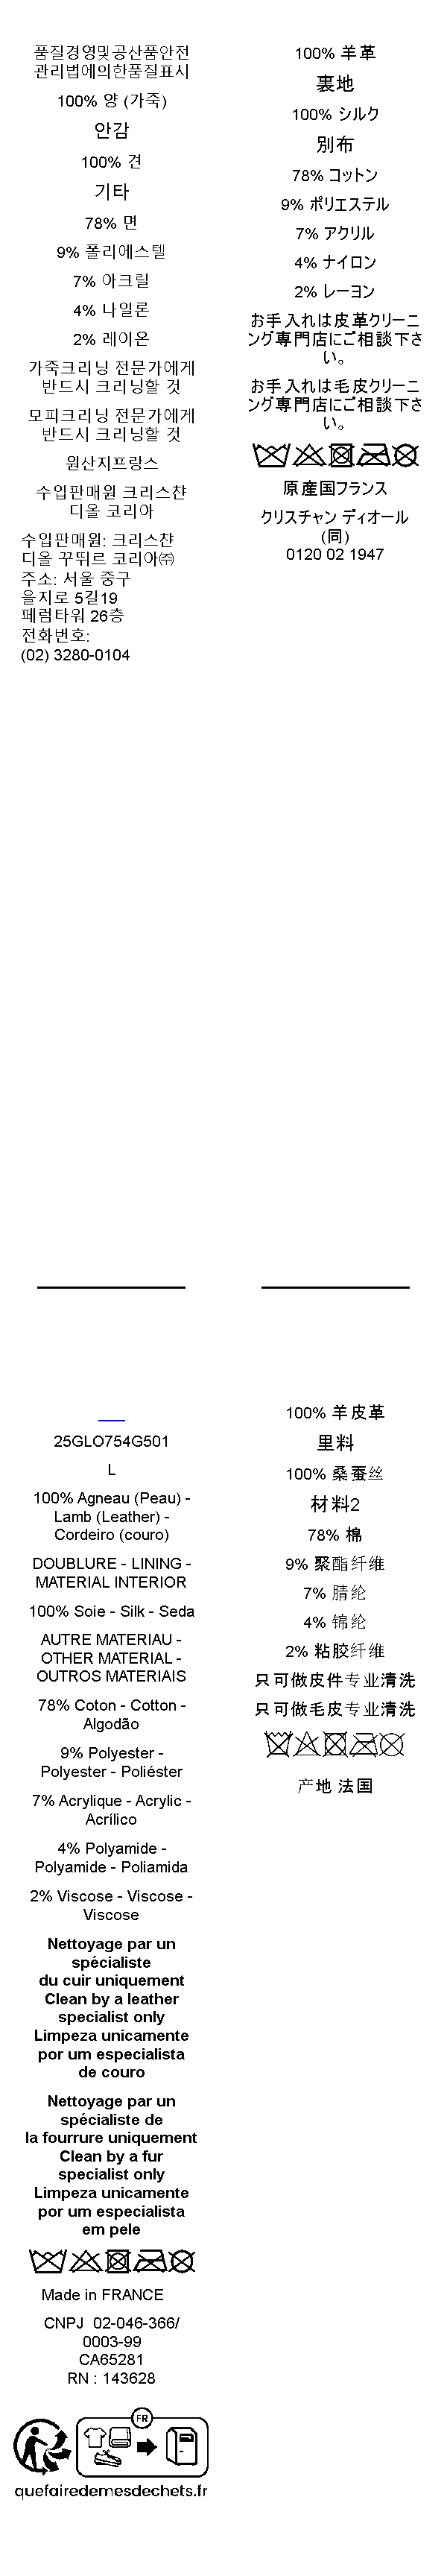 품질경영및공산품안전
관리법에의한품질표시
100% 양 (가죽)
안감
100% 견
기타
78% 면
9% 폴리에스텔
7% 아크릴
4% 나일론
2% 레이온
가죽크리닝 전문가에게
반드시 크리닝할 것
모피크리닝 전문가에게
반드시 크리닝할 것
원산지프랑스
수입판매원 크리스챤
디올 코리아
수입판매원: 크리스챤
디올 꾸뛰르 코리아㈜
주소: 서울 중구
을지로 5길19
페럼타워 26층
전화번호:
(02) 3280-0104
100% 羊革
裏地
100% シルク
別布
78% コットン
9% ポリエステル
7% アクリル
4% ナイロン
2% レーヨン
お手入れは皮革クリーニ
ング専門店にご相談下さ
い。
お手入れは毛皮クリーニ
ング専門店にご相談下さ
い。
原産国フランス
クリスチャン ディオール
(同)
0120 02 1947
25GLO754G501
L
100% Agneau (Peau) -
Lamb (Leather) -
Cordeiro (couro)
DOUBLURE - LINING -
MATERIAL INTERIOR
100% Soie - Silk - Seda
AUTRE MATERIAU -
OTHER MATERIAL -
OUTROS MATERIAIS
78% Coton - Cotton -
Algodão
9% Polyester -
Polyester - Poliéster
7% Acrylique - Acrylic -
Acrílico
4% Polyamide -
Polyamide - Poliamida
2% Viscose - Viscose -
Viscose
Nettoyage par un
spécialiste
du cuir uniquement
Clean by a leather
specialist only
Limpeza unicamente
por um especialista
de couro
Nettoyage par un
spécialiste de
la fourrure uniquement
Clean by a fur
specialist only
Limpeza unicamente
por um especialista
em pele
Made in FRANCE
CNPJ 02-046-366/
0003-99
CA65281
RN : 143628
FR
quefairedemesdechets.fr
100% 羊皮革
里料
100% 桑蚕丝
材料2
78% 棉
9% 聚酯纤维
7% 腈纶
4% 锦纶
2% 粘胶纤维
只可做皮件专业清洗
只可做毛皮专业清洗
产地 法国